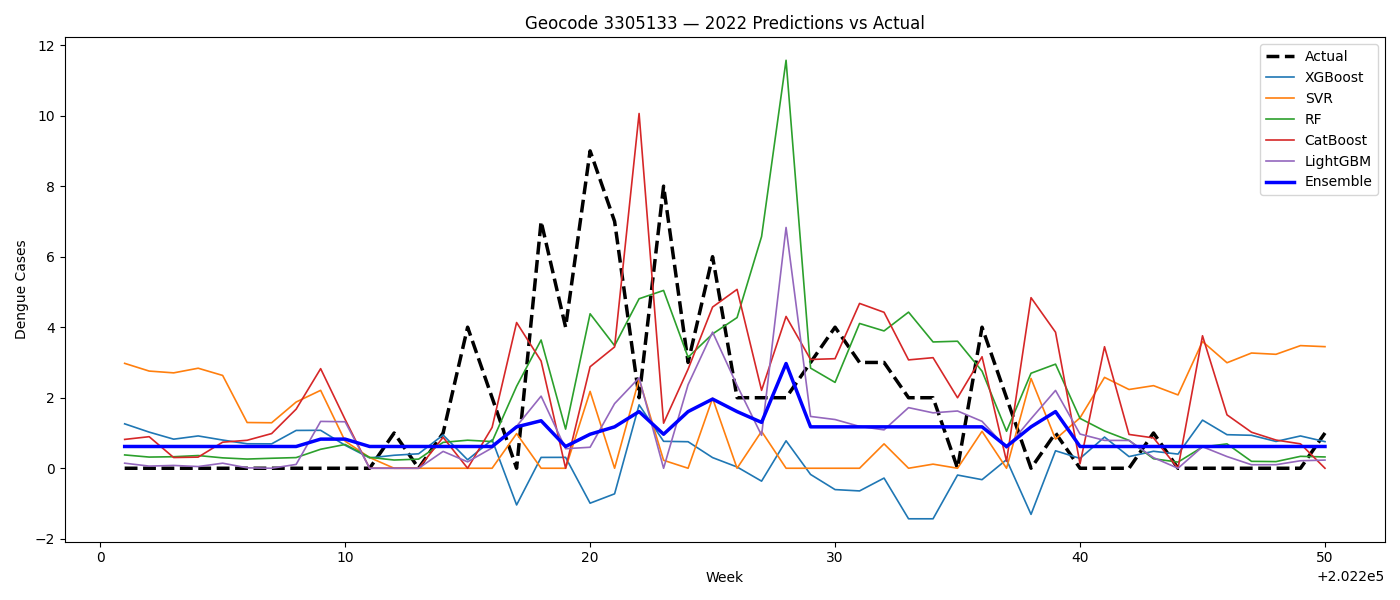 Geocode 3305133 — 2022 Predictions vs Actual
12
10
8
6
4
2
0
−2
Dengue Cases
Actual
XGBoost
SVR
RF
CatBoost
LightGBM
Ensemble
0
10
20
30
40
50
Week
+2.022e5